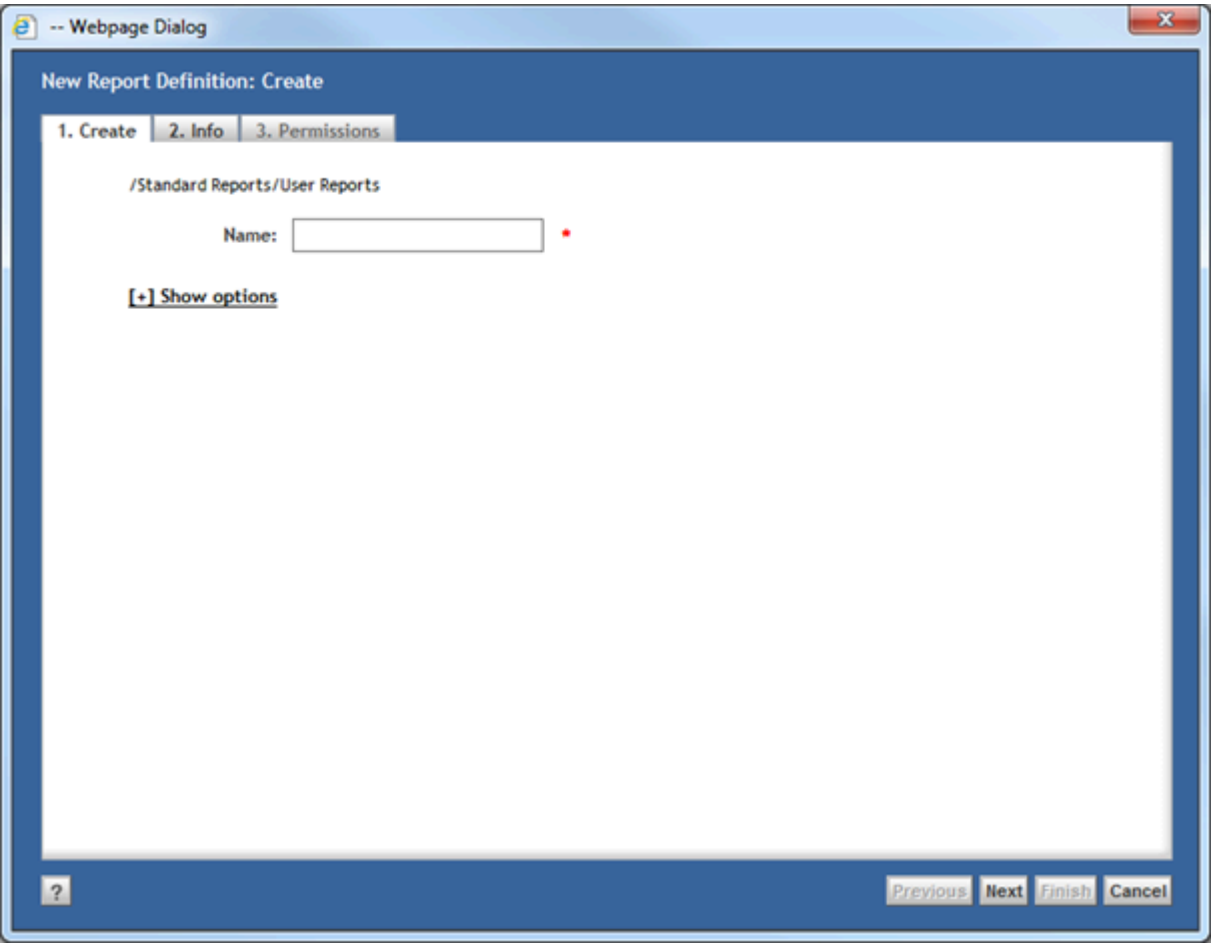 -- Webpage Dialog
New Report Definition: Create
1. Create 2. Info 3. Permissions
/Standard Reports/User Reports
Name: *
[+] Show options
? Previous Next Finish Cancel